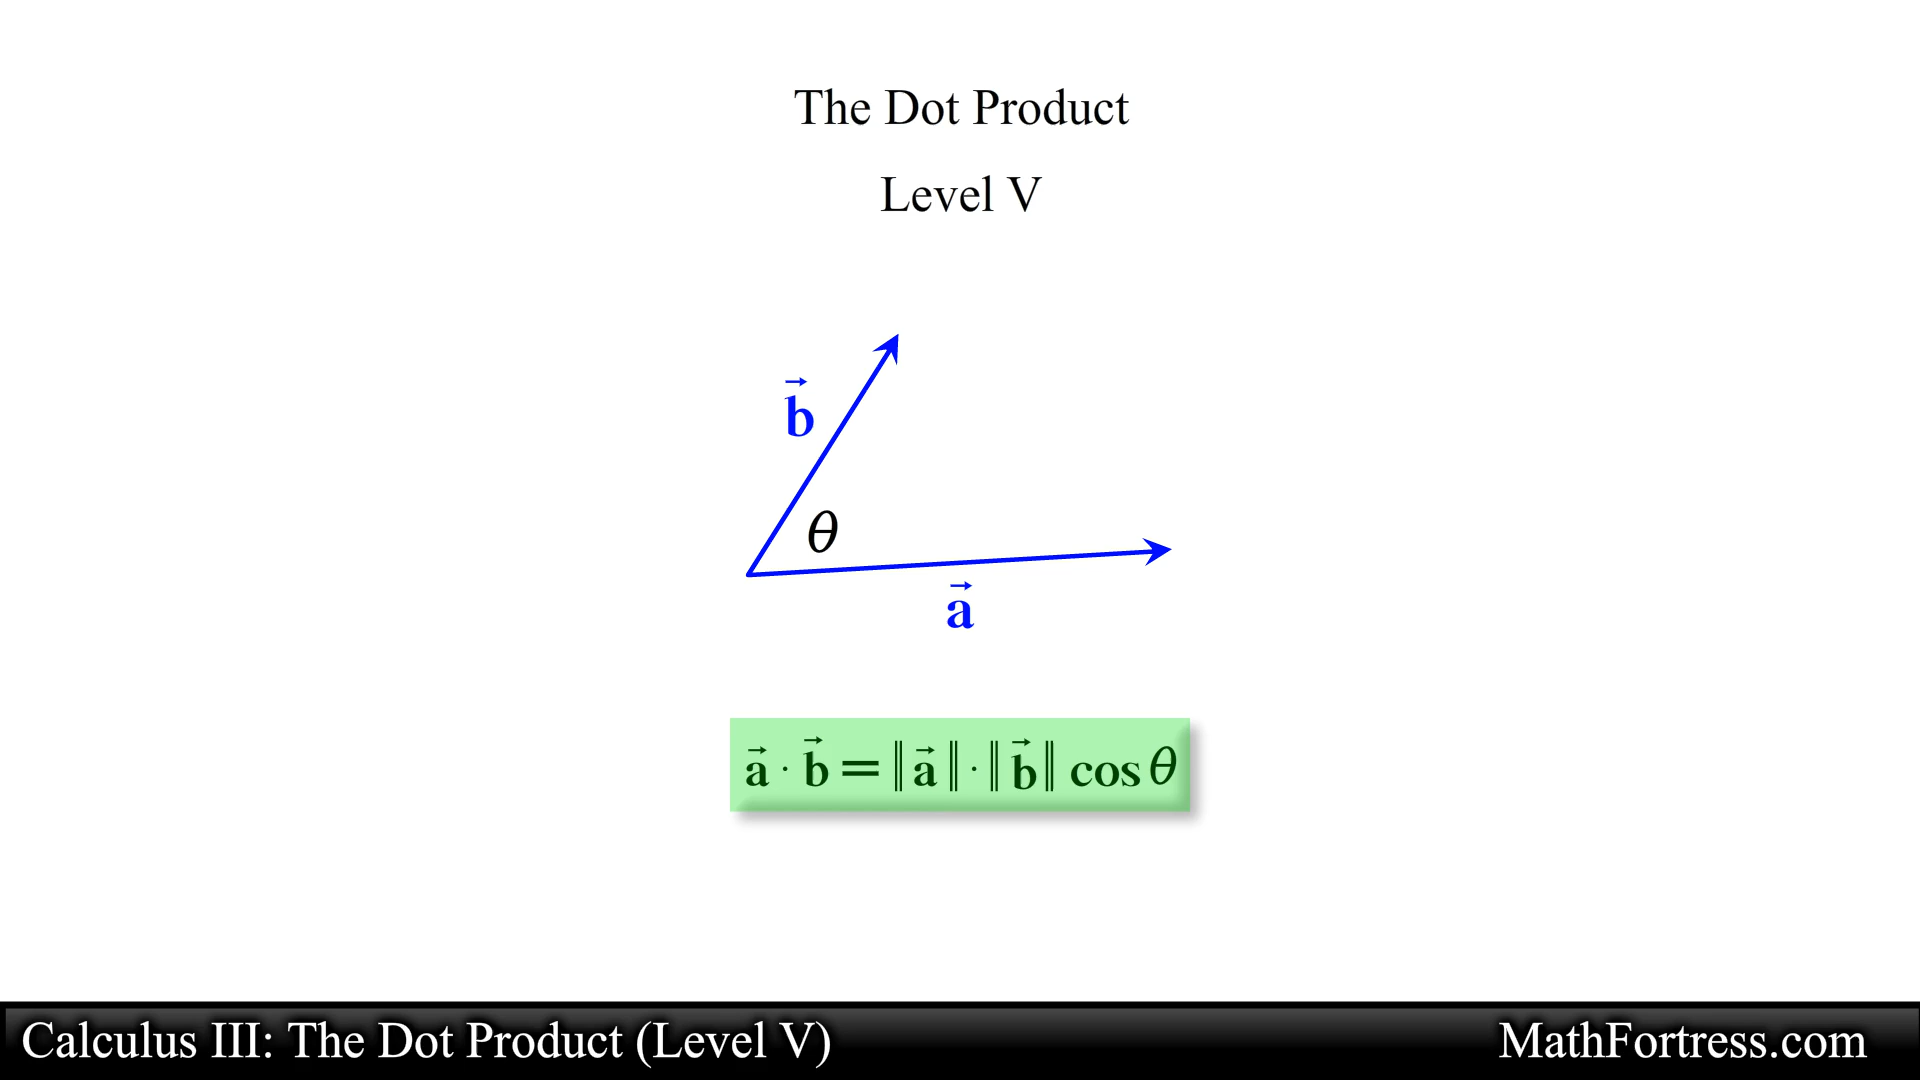 The Dot Product
Level V
b⃗
θ
a⃗
a⃗ · b⃗ = ‖a⃗‖ · ‖b⃗‖ cos θ
Calculus III: The Dot Product (Level V)
MathFortress.com